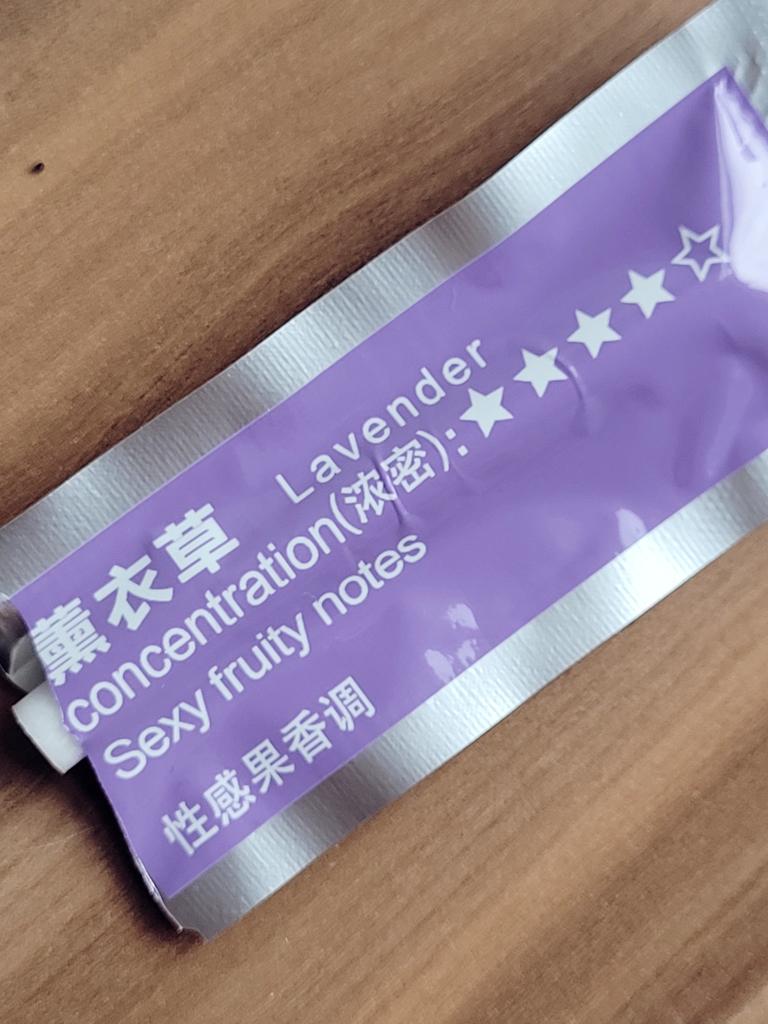 薰衣草 Lavender
concentration(浓密):★★★★☆
Sexy fruity notes
性感果香调